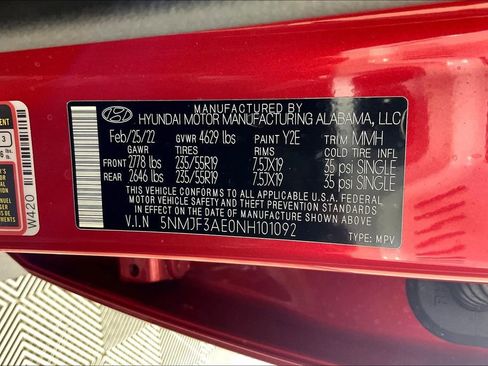 MANUFACTURED BY
HYUNDAI MOTOR MANUFACTURING ALABAMA, LLC
Feb/25/22 GVWR 4629 lbs PAINT Y2E TRIM MMH
GAWR TIRES RIMS COLD TIRE INFL
FRONT 2778 lbs 235/55R19 7.5JX19 35 psi SINGLE
REAR 2646 lbs 235/55R19 7.5JX19 35 psi SINGLE
THIS VEHICLE CONFORMS TO ALL APPLICABLE U.S.A. FEDERAL
MOTOR VEHICLE SAFETY AND THEFT PREVENTION STANDARDS
IN EFFECT ON THE DATE OF MANUFACTURE SHOWN ABOVE
V.I.N 5NMJF3AE0NH101092
TYPE: MPV
W420
3